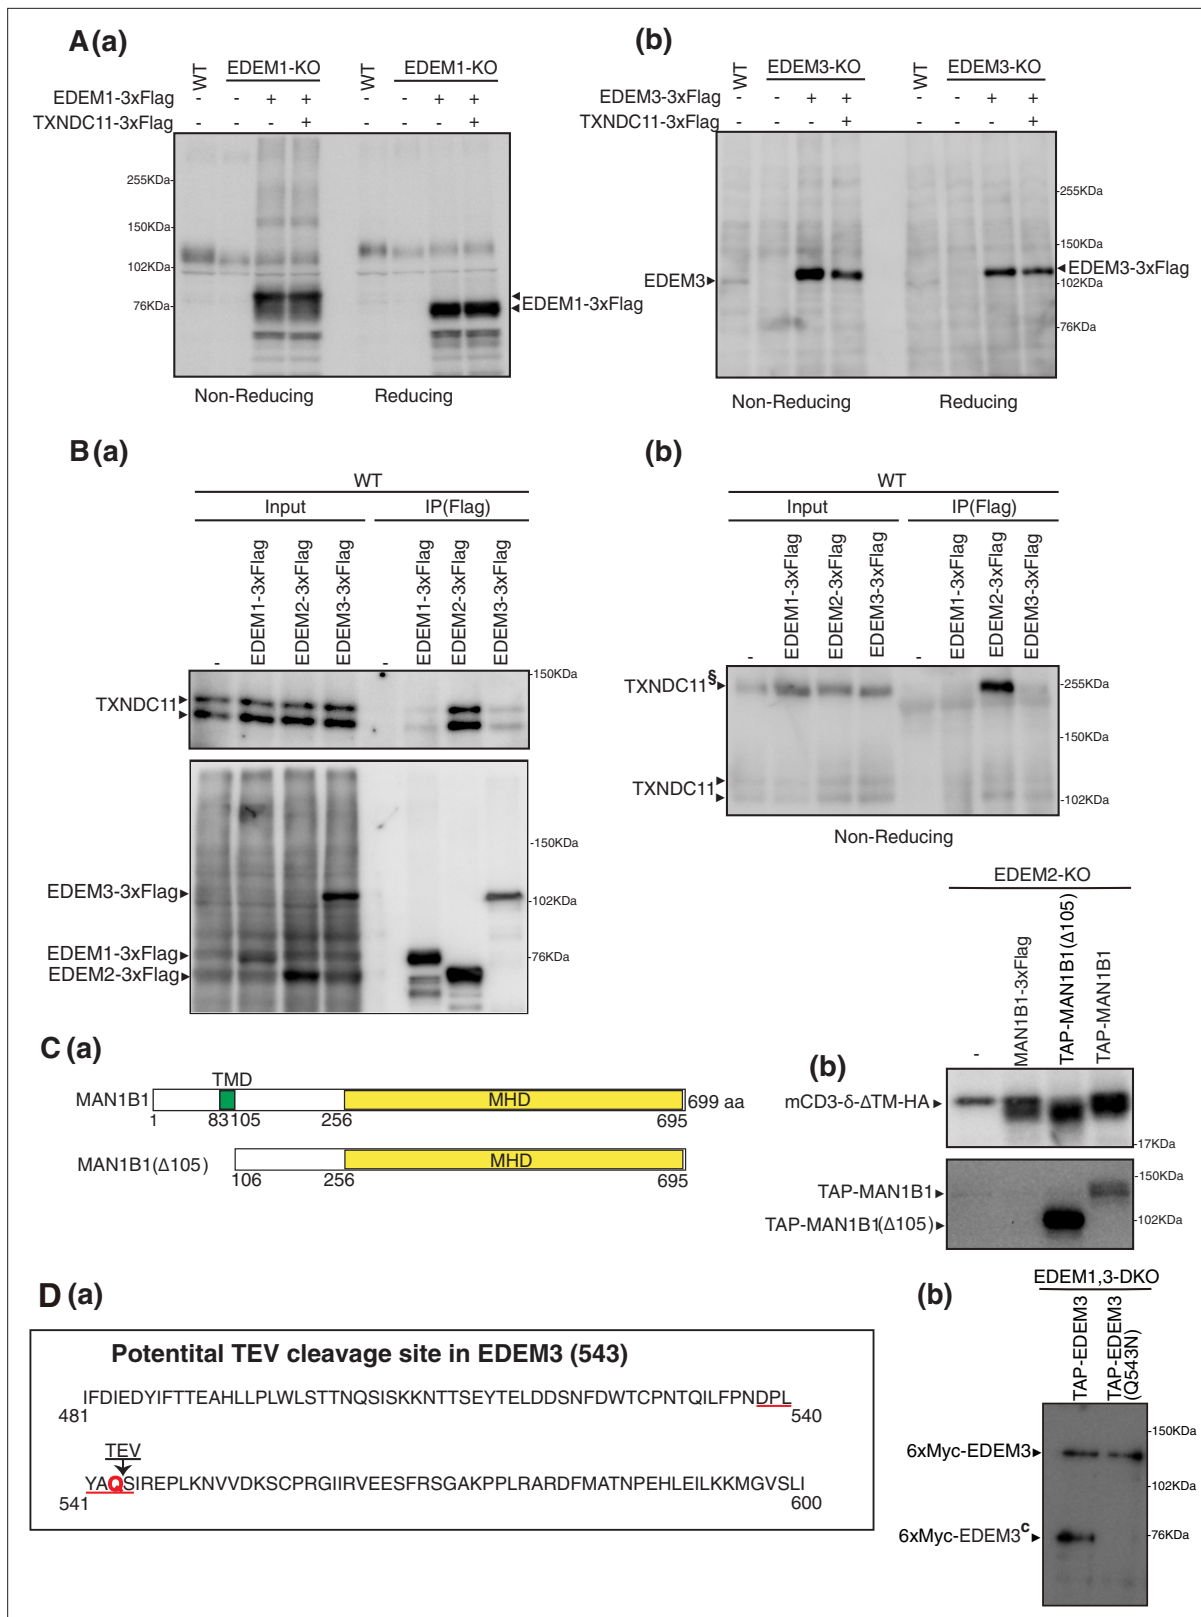 A (a)
WT
EDEM1-KO
WT
EDEM1-KO
EDEM1-3xFlag - - + + - - + +
TXNDC11-3xFlag - - - + - - - +
255KDa-
150KDa-
102KDa-
76KDa-
EDEM1-3xFlag
Non-Reducing
Reducing
(b)
WT
EDEM3-KO
WT
EDEM3-KO
EDEM3-3xFlag - - + + - - + +
TXNDC11-3xFlag - - - + - - - +
-255KDa
-150KDa
EDEM3-3xFlag
-102KDa
-76KDa
EDEM3
Non-Reducing
Reducing
B (a)
WT
Input
IP(Flag)
-
EDEM1-3xFlag
EDEM2-3xFlag
EDEM3-3xFlag
-
EDEM1-3xFlag
EDEM2-3xFlag
EDEM3-3xFlag
-150KDa
TXNDC11
-150KDa
EDEM3-3xFlag
-102KDa
EDEM1-3xFlag
-76KDa
EDEM2-3xFlag
(b)
WT
Input
IP(Flag)
-
EDEM1-3xFlag
EDEM2-3xFlag
EDEM3-3xFlag
-
EDEM1-3xFlag
EDEM2-3xFlag
EDEM3-3xFlag
TXNDC11§
-255KDa
-150KDa
TXNDC11
-102KDa
Non-Reducing
C (a)
TMD
MAN1B1
MHD
699 aa
1 83 105 256 695
MAN1B1(Δ105)
MHD
106 256 695
(b)
EDEM2-KO
-
MAN1B1-3xFlag
TAP-MAN1B1(Δ105)
TAP-MAN1B1
mCD3-δ-ΔTM-HA
-17KDa
-150KDa
TAP-MAN1B1
TAP-MAN1B1(Δ105)
-102KDa
D (a)
Potentital TEV cleavage site in EDEM3 (543)
IFDIEDYIFTTEAHLLPLWLSTTNQSISKKNTTSEYTELDDSNFDWTCPNTQILFPNDPL
481 540
TEV
YAQSIREPLKNVVDKSCPRGIIRVEESFRSGAKPPLRARDFMATNPEHLEILKKMGVSLI
541 600
(b)
EDEM1,3-DKO
TAP-EDEM3
TAP-EDEM3
(Q543N)
-150KDa
6xMyc-EDEM3
-102KDa
6xMyc-EDEM3c
-76KDa